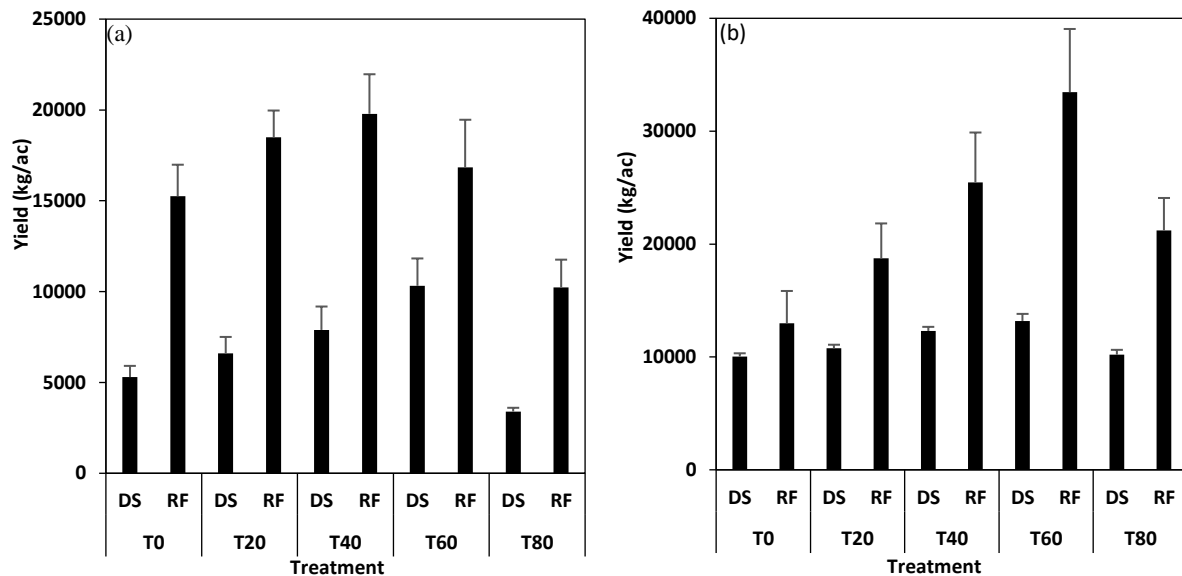 (a)
25000
20000
15000
10000
5000
0
Yield (kg/ac)
DS RF DS RF DS RF DS RF DS RF
T0 T20 T40 T60 T80
Treatment
(b)
40000
30000
20000
10000
0
Yield (kg/ac)
DS RF DS RF DS RF DS RF DS RF
T0 T20 T40 T60 T80
Treatment